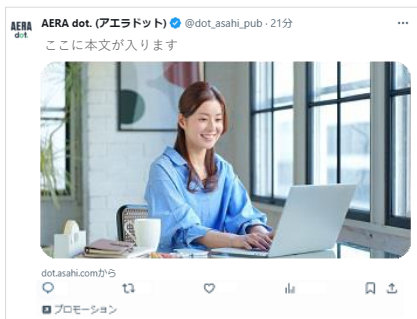 AERA dot.
AERA dot. (アエラドット) @dot_asahi_pub · 21分
ここに本文が入ります
dot.asahi.comから
プロモーション